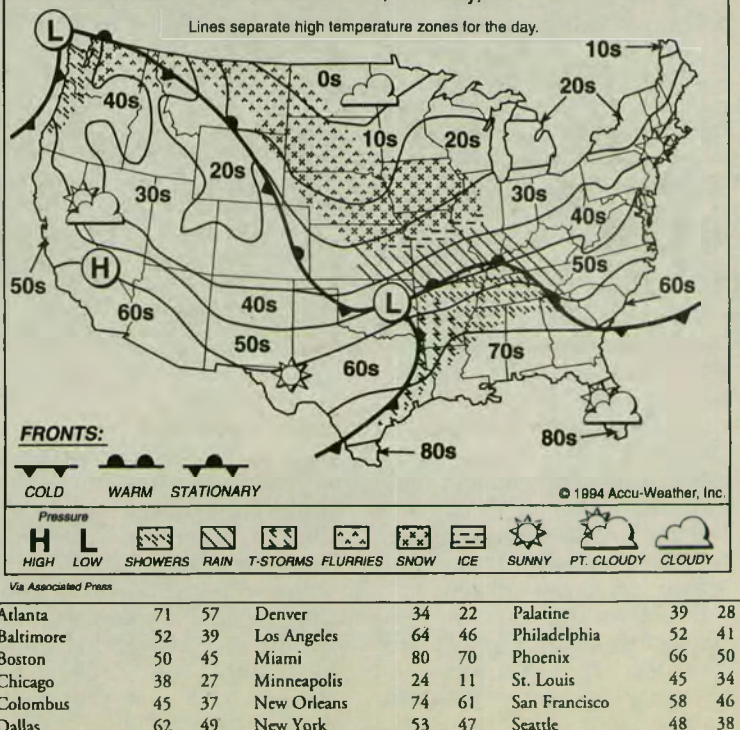 Lines separate high temperature zones for the day.
L
10s
0s
20s
40s
10s
20s
20s
30s
30s
40s
H
50s
50s
60s
60s
40s
L
50s
70s
60s
80s
80s
FRONTS:
COLD WARM STATIONARY
© 1994 Accu-Weather, Inc.
Pressure
H L
HIGH LOW SHOWERS RAIN T-STORMS FLURRIES SNOW ICE SUNNY PT. CLOUDY CLOUDY
Via Associated Press
Atlanta 71 57 Denver 34 22 Palatine 39 28
Baltimore 52 39 Los Angeles 64 46 Philadelphia 52 41
Boston 50 45 Miami 80 70 Phoenix 66 50
Chicago 38 27 Minneapolis 24 11 St. Louis 45 34
Colombus 45 37 New Orleans 74 61 San Francisco 58 46
Dallas 62 49 New York 53 47 Seattle 48 38